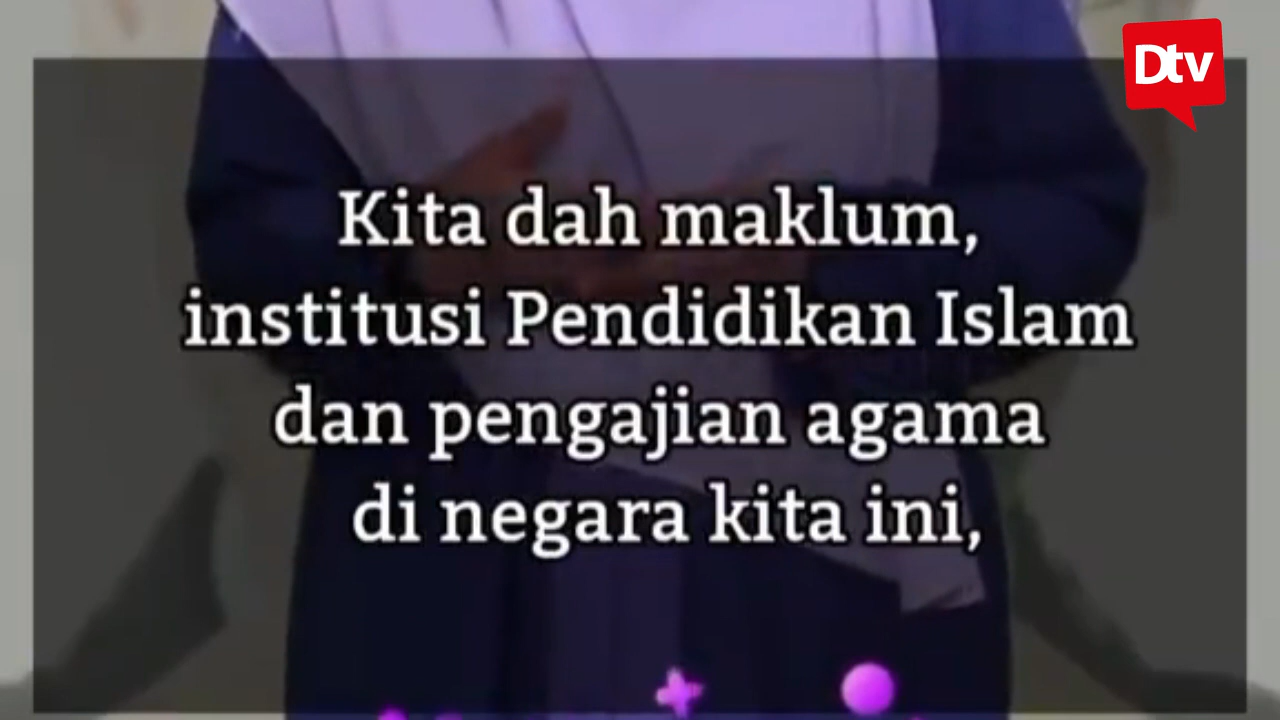 Dtv
Kita dah maklum,
institusi Pendidikan Islam
dan pengajian agama
di negara kita ini,